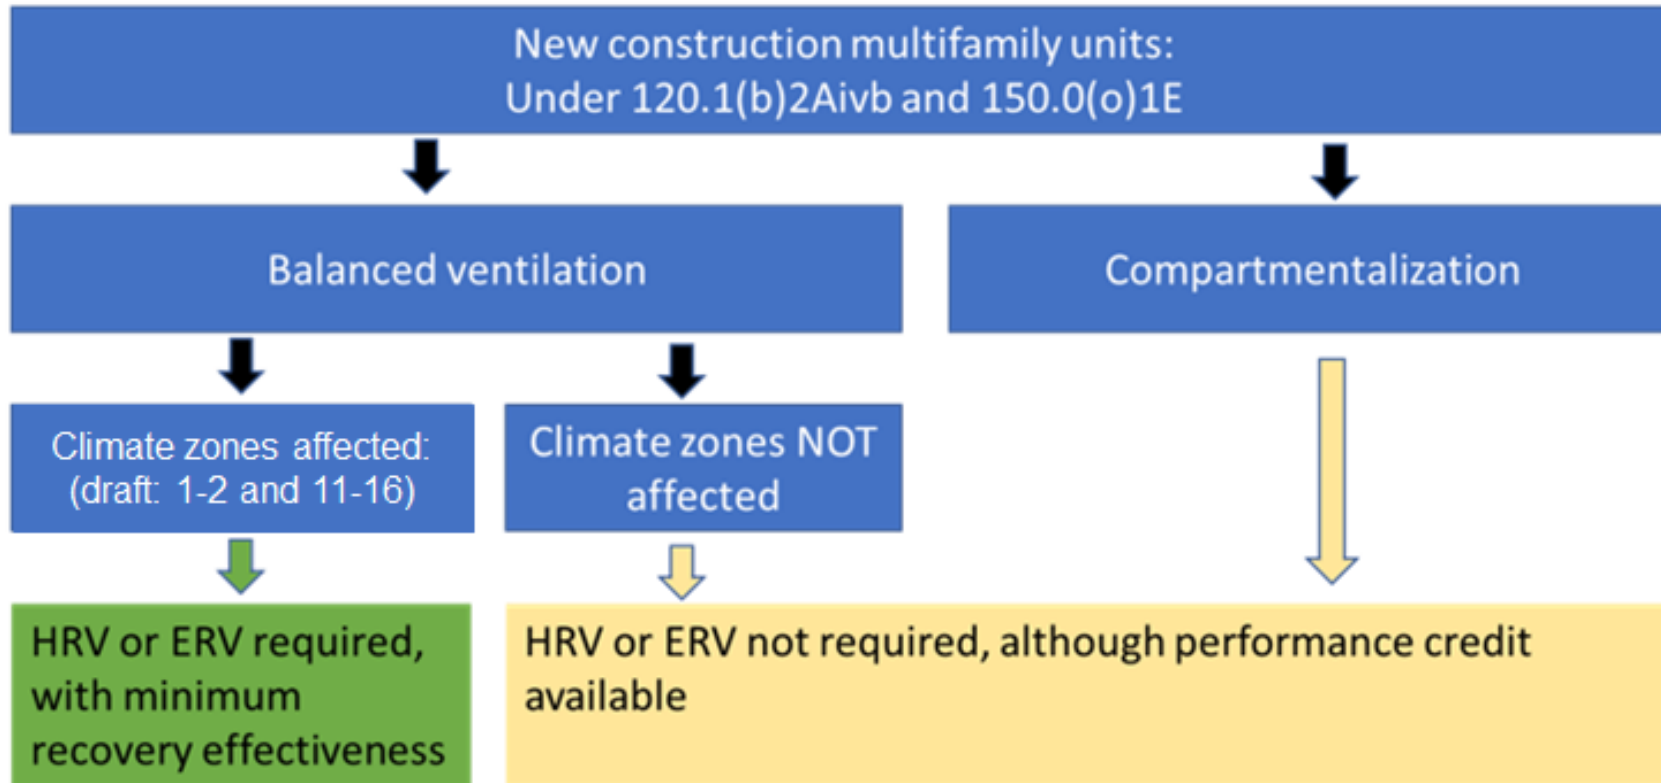 New construction multifamily units:
Under 120.1(b)2Aivb and 150.0(o)1E
Balanced ventilation
Compartmentalization
Climate zones affected:
(draft: 1-2 and 11-16)
Climate zones NOT
affected
HRV or ERV required,
with minimum
recovery effectiveness
HRV or ERV not required, although performance credit
available